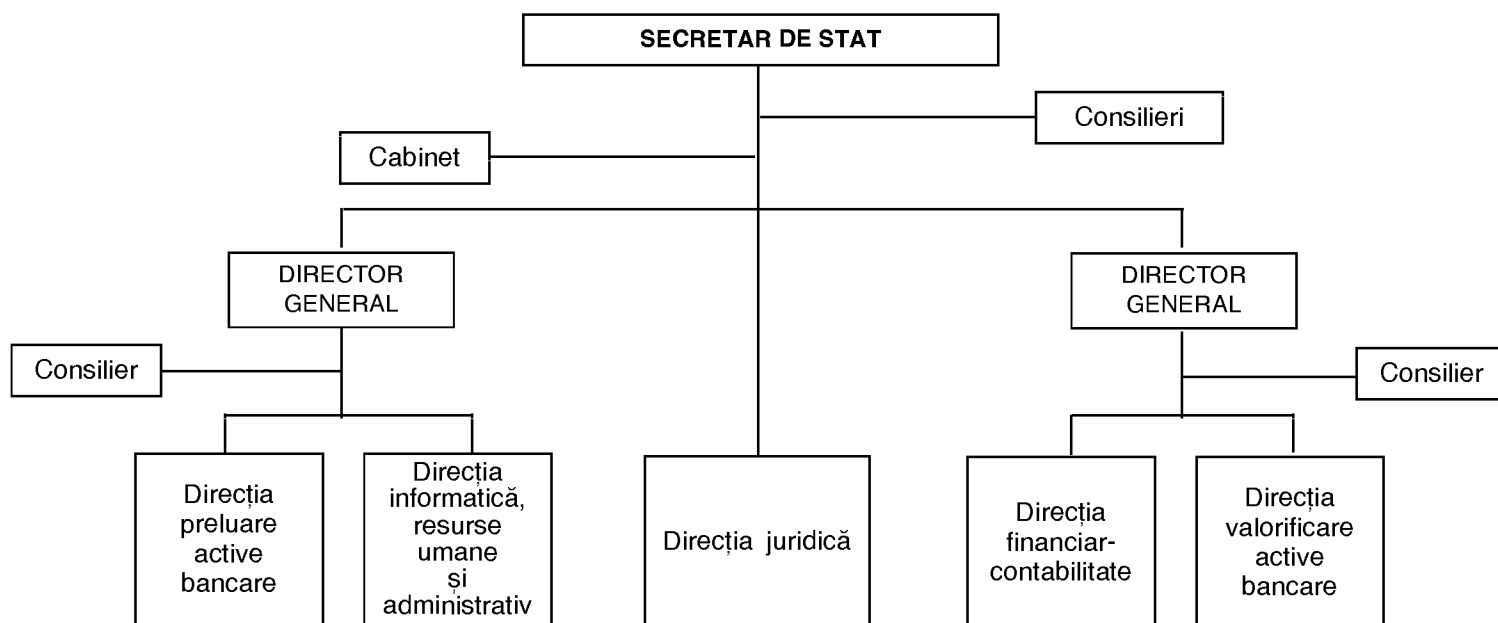 SECRETAR DE STAT
Consilieri
Cabinet
DIRECTOR
GENERAL
DIRECTOR
GENERAL
Consilier
Consilier
Direcția
preluare
active
bancare
Direcția
informatică,
resurse
umane
și
administrativ
Direcția juridică
Direcția
financiar-
contabilitate
Direcția
valorificare
active
bancare